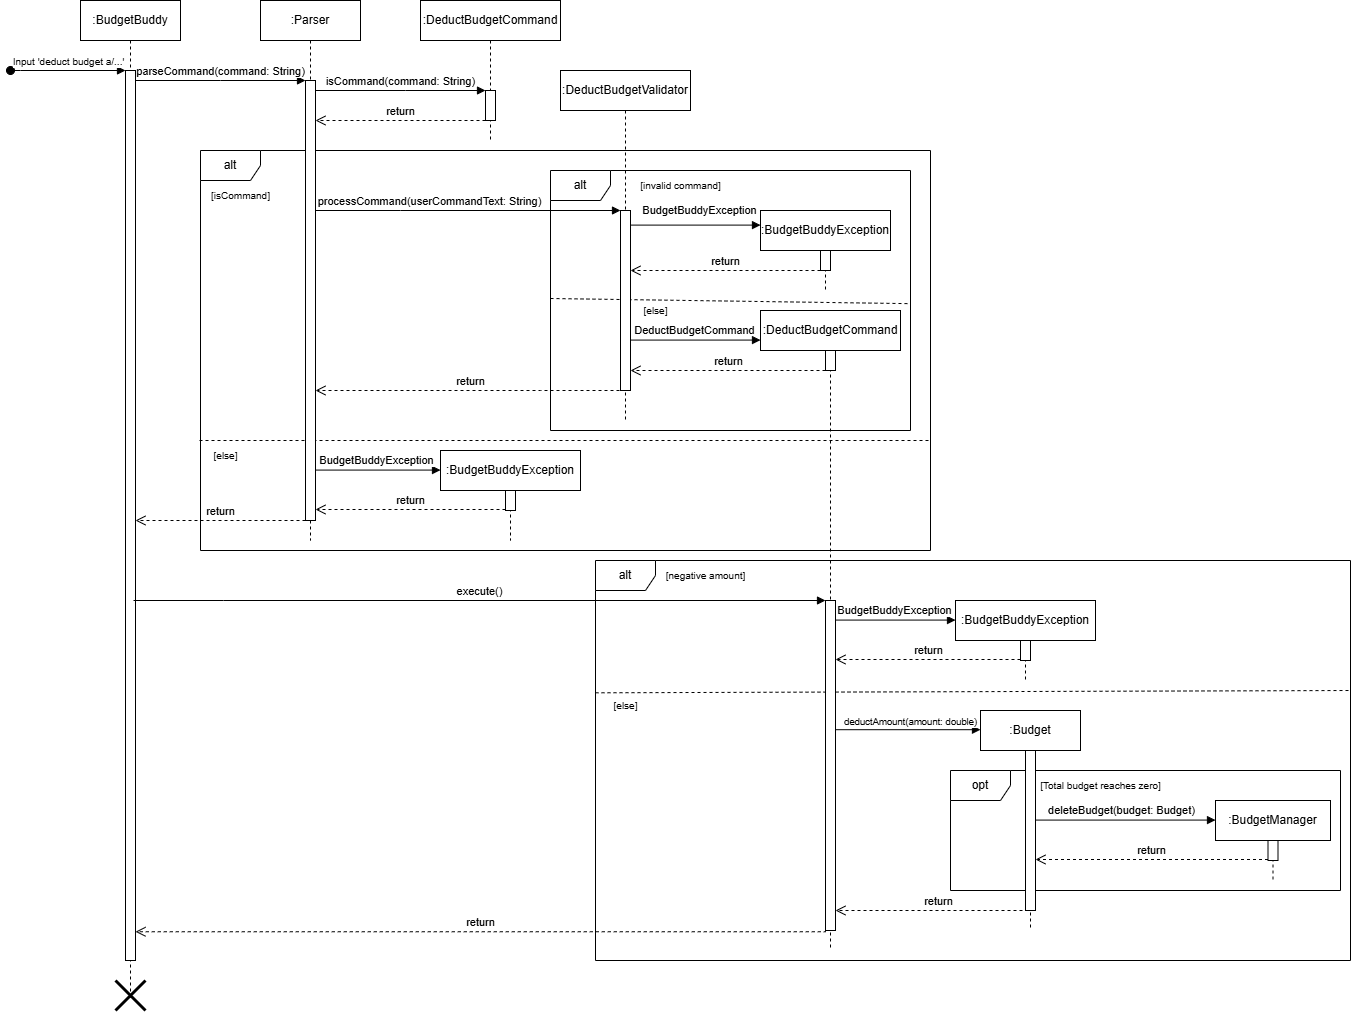 :BudgetBuddy
:Parser
:DeductBudgetCommand
Input 'deduct budget a/...'
parseCommand(command: String)
isCommand(command: String)
:DeductBudgetValidator
return
alt
[isCommand]
alt
[invalid command]
processCommand(userCommandText: String)
BudgetBuddyException
:BudgetBuddyException
return
[else]
DeductBudgetCommand
:DeductBudgetCommand
return
return
[else]
BudgetBuddyException
:BudgetBuddyException
return
return
alt
[negative amount]
execute()
BudgetBuddyException
:BudgetBuddyException
return
[else]
deductAmount(amount: double)
:Budget
opt
[Total budget reaches zero]
deleteBudget(budget: Budget)
:BudgetManager
return
return
return